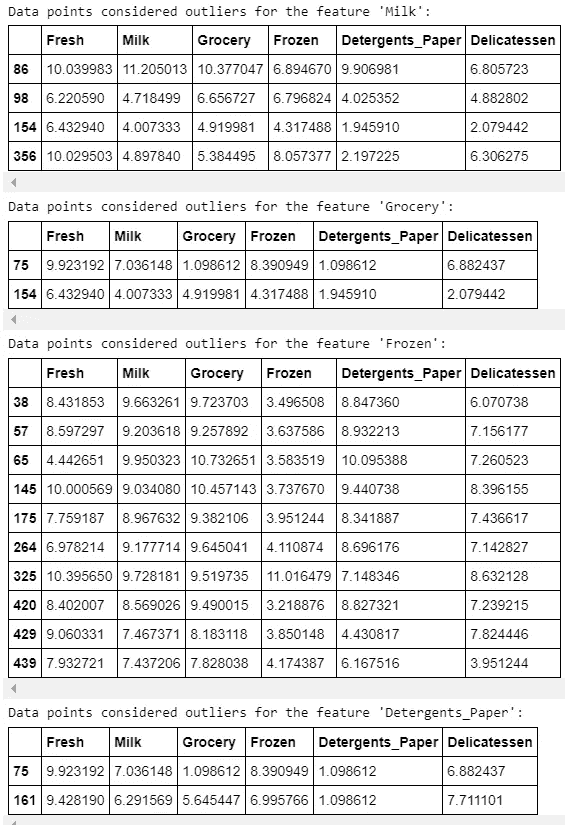 Data points considered outliers for the feature 'Milk':
Fresh Milk Grocery Frozen Detergents_Paper Delicatessen
86 10.039983 11.205013 10.377047 6.894670 9.906981 6.805723
98 6.220590 4.718499 6.656727 6.796824 4.025352 4.882802
154 6.432940 4.007333 4.919981 4.317488 1.945910 2.079442
356 10.029503 4.897840 5.384495 8.057377 2.197225 6.306275
Data points considered outliers for the feature 'Grocery':
Fresh Milk Grocery Frozen Detergents_Paper Delicatessen
75 9.923192 7.036148 1.098612 8.390949 1.098612 6.882437
154 6.432940 4.007333 4.919981 4.317488 1.945910 2.079442
Data points considered outliers for the feature 'Frozen':
Fresh Milk Grocery Frozen Detergents_Paper Delicatessen
38 8.431853 9.663261 9.723703 3.496508 8.847360 6.070738
57 8.597297 9.203618 9.257892 3.637586 8.932213 7.156177
65 4.442651 9.950323 10.732651 3.583519 10.095388 7.260523
145 10.000569 9.034080 10.457143 3.737670 9.440738 8.396155
175 7.759187 8.967632 9.382106 3.951244 8.341887 7.436617
264 6.978214 9.177714 9.645041 4.110874 8.696176 7.142827
325 10.395650 9.728181 9.519735 11.016479 7.148346 8.632128
420 8.402007 8.569026 9.490015 3.218876 8.827321 7.239215
429 9.060331 7.467371 8.183118 3.850148 4.430817 7.824446
439 7.932721 7.437206 7.828038 4.174387 6.167516 3.951244
Data points considered outliers for the feature 'Detergents_Paper':
Fresh Milk Grocery Frozen Detergents_Paper Delicatessen
75 9.923192 7.036148 1.098612 8.390949 1.098612 6.882437
161 9.428190 6.291569 5.645447 6.995766 1.098612 7.711101